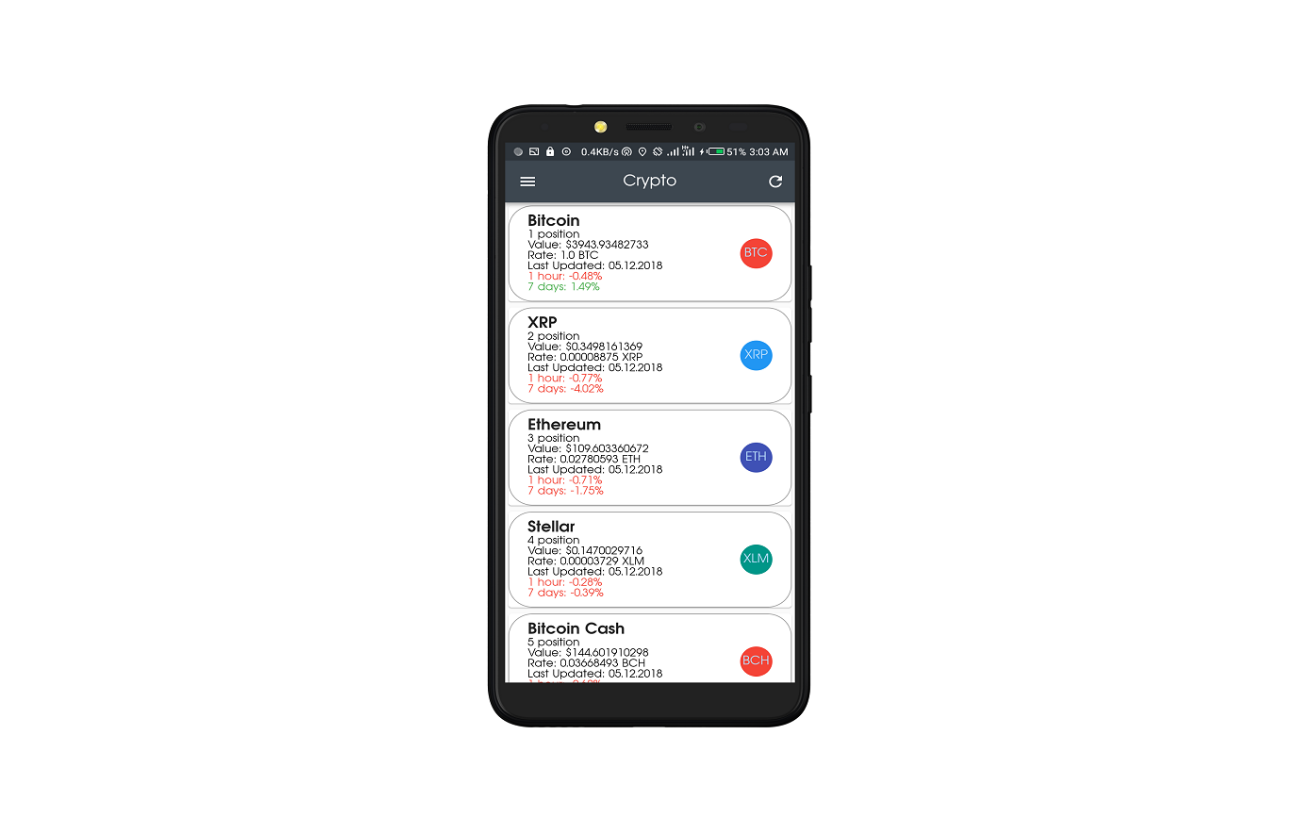 0.4KB/s 51% 3:03 AM
Crypto
Bitcoin
1 position
Value: $3943.93482733
Rate: 1.0 BTC
Last Updated: 05.12.2018
1 hour: -0.48%
7 days: 1.49%
BTC
XRP
2 position
Value: $0.3498161369
Rate: 0.00008875 XRP
Last Updated: 05.12.2018
1 hour: -0.77%
7 days: -4.02%
XRP
Ethereum
3 position
Value: $109.603360672
Rate: 0.02780593 ETH
Last Updated: 05.12.2018
1 hour: -0.71%
7 days: -1.75%
ETH
Stellar
4 position
Value: $0.1470029716
Rate: 0.00003729 XLM
Last Updated: 05.12.2018
1 hour: -0.28%
7 days: -0.39%
XLM
Bitcoin Cash
5 position
Value: $144.601910298
Rate: 0.03668493 BCH
Last Updated: 05.12.2018
BCH